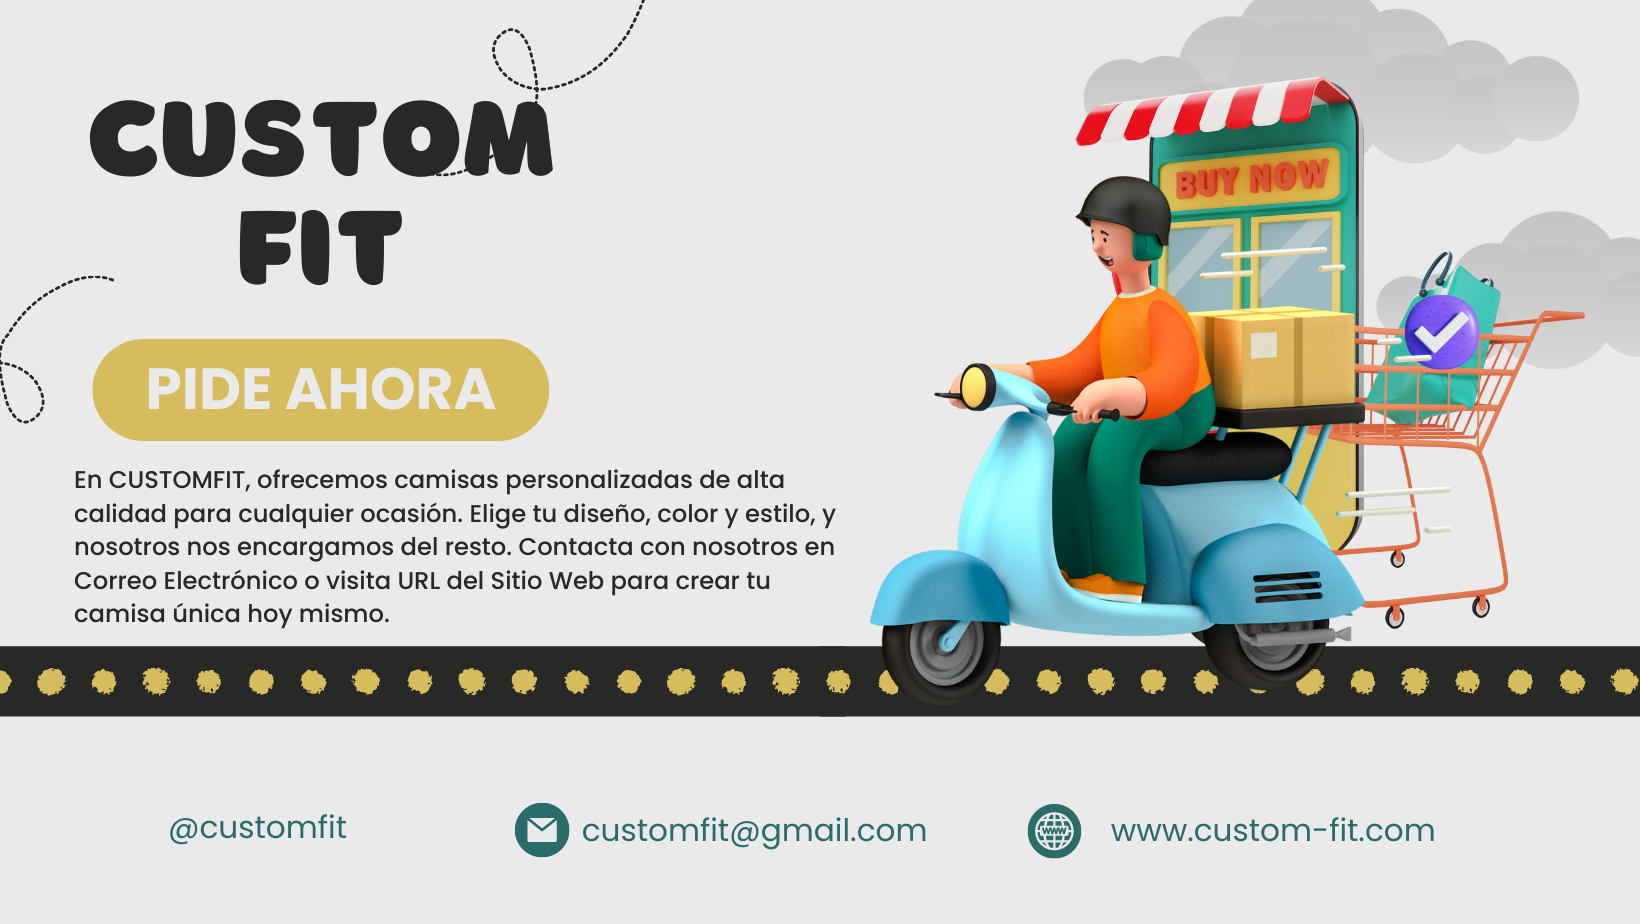 CUSTOM
FIT
PIDE AHORA
En CUSTOMFIT, ofrecemos camisas personalizadas de alta
calidad para cualquier ocasión. Elige tu diseño, color y estilo, y
nosotros nos encargamos del resto. Contacta con nosotros en
Correo Electrónico o visita URL del Sitio Web para crear tu
camisa única hoy mismo.
BUY NOW
@customfit
customfit@gmail.com
www
www.custom-fit.com